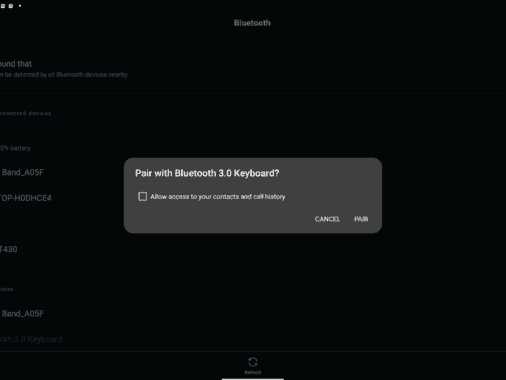 Bluetooth
ound that
n be detected by all Bluetooth devices nearby
onnected devices
0% battery
Band_A05F
TOP-H0DHCE4
Pair with Bluetooth 3.0 Keyboard?
Allow access to your contacts and call history
CANCEL PAIR
T430
ices
Band_A05F
oth 3.0 Keyboard
Refresh